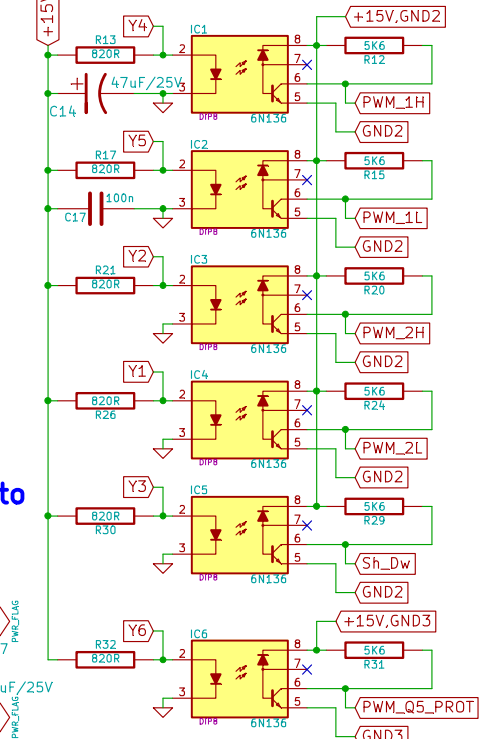 +15V
Y4
R13
820R
C14
47uF/25V
IC1
2
3
8
7
6
5
DIP8
6N136
+15V,GND2
5K6
R12
PWM_1H
GND2
Y5
R17
820R
C17
100n
IC2
2
3
8
7
6
5
DIP8
6N136
5K6
R15
PWM_1L
GND2
Y2
R21
820R
IC3
2
3
8
7
6
5
DIP8
6N136
5K6
R20
PWM_2H
GND2
Y1
820R
R26
IC4
2
3
8
7
6
5
DIP8
6N136
5K6
R24
PWM_2L
GND2
to
Y3
820R
R30
IC5
2
3
8
7
6
5
DIP8
6N136
5K6
R29
Sh_Dw
GND2
PWR_FLAG
7
uF/25V
PWR_FLAG
Y6
R32
820R
IC6
2
3
8
7
6
5
DIP8
6N136
+15V,GND3
5K6
R31
PWM_Q5_PROT
GND3